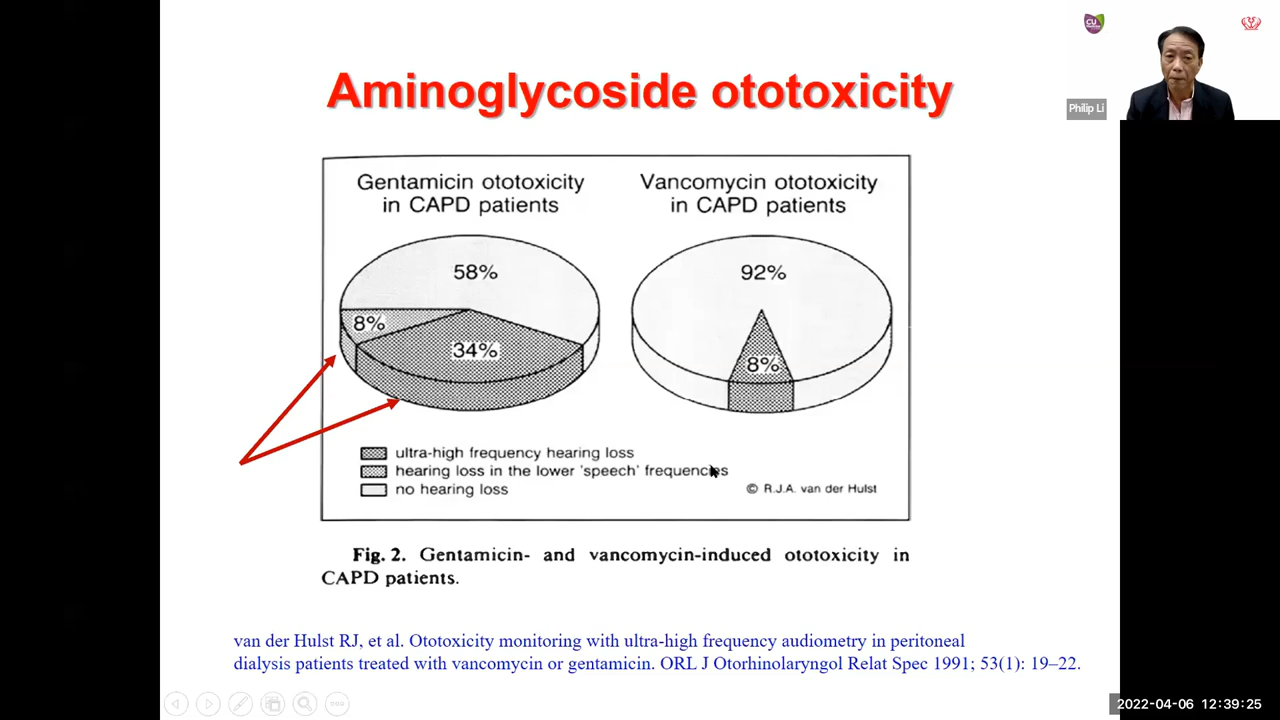 CU
Philip Li
Aminoglycoside ototoxicity
Gentamicin ototoxicity
in CAPD patients
58%
8%
34%
Vancomycin ototoxicity
in CAPD patients
92%
8%
ultra-high frequency hearing loss
hearing loss in the lower 'speech' frequencies
no hearing loss
© R.J.A. van der Hulst
Fig. 2. Gentamicin- and vancomycin-induced ototoxicity in
CAPD patients.
van der Hulst RJ, et al. Ototoxicity monitoring with ultra-high frequency audiometry in peritoneal
dialysis patients treated with vancomycin or gentamicin. ORL J Otorhinolaryngol Relat Spec 1991; 53(1): 19–22.
2022-04-06 12:39:25